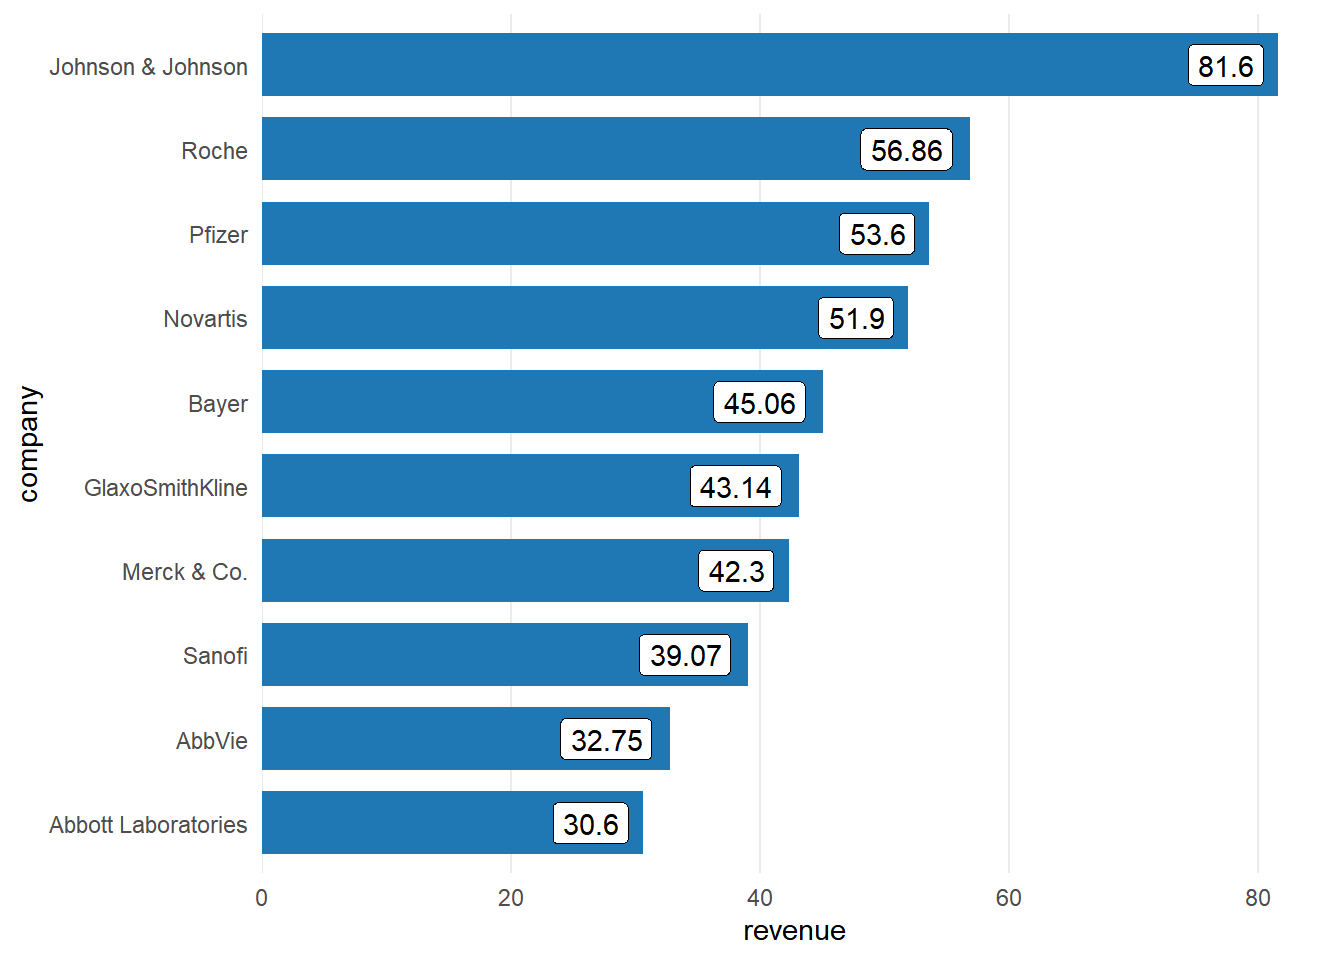 Johnson & Johnson 81.6
Roche 56.86
Pfizer 53.6
Novartis 51.9
Bayer 45.06
company
GlaxoSmithKline 43.14
Merck & Co. 42.3
Sanofi 39.07
AbbVie 32.75
Abbott Laboratories 30.6
0 20 40 60 80
revenue